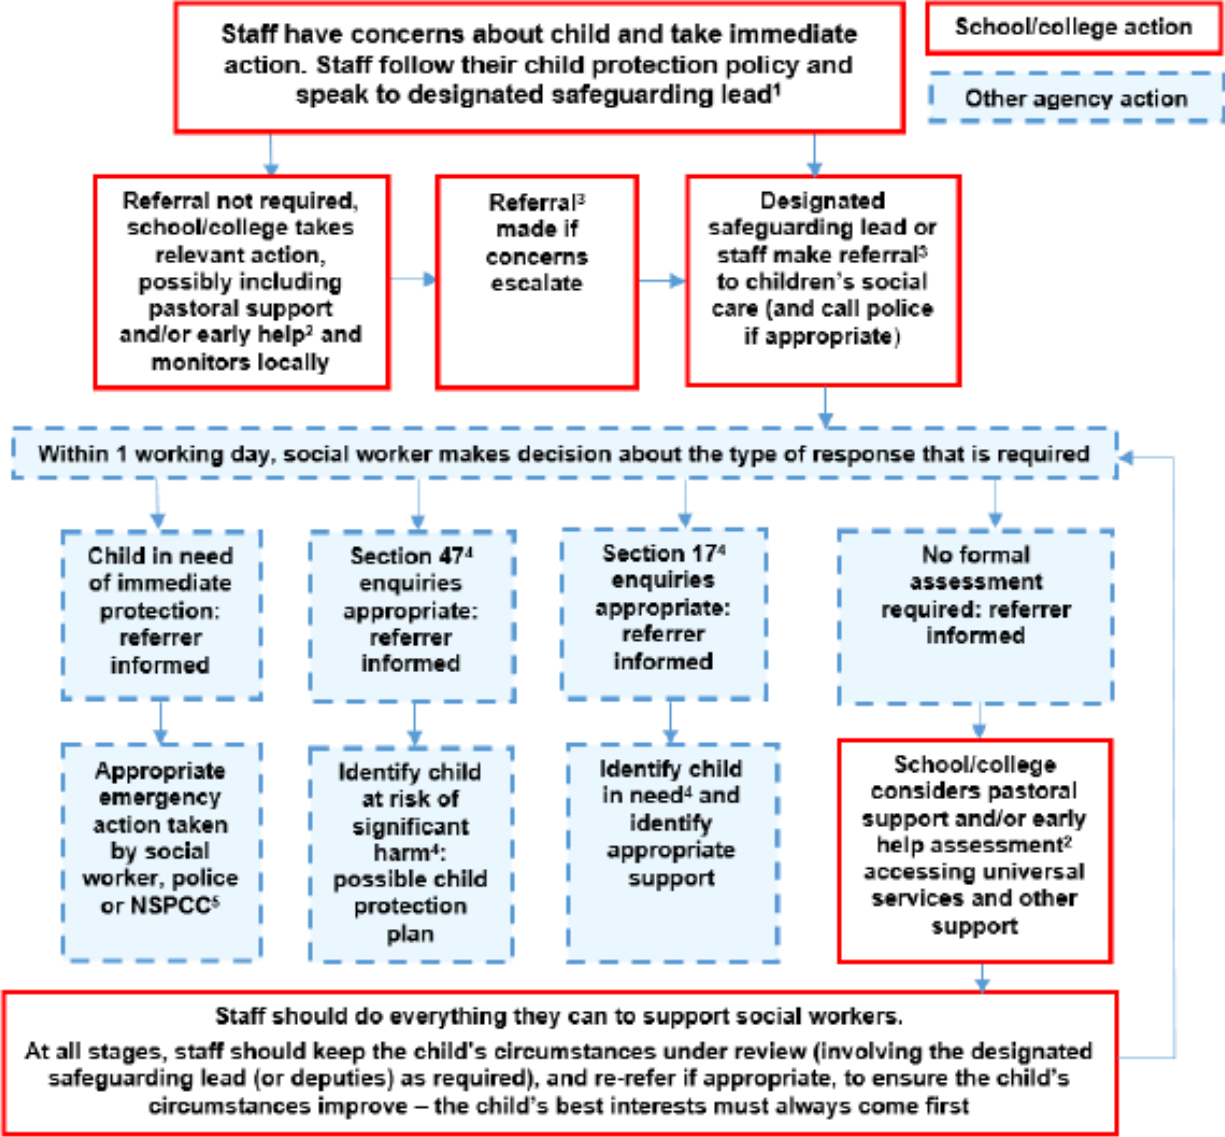 Staff have concerns about child and take immediate
action. Staff follow their child protection policy and
speak to designated safeguarding lead¹
School/college action
Other agency action
Referral not required,
school/college takes
relevant action,
possibly including
pastoral support
and/or early help² and
monitors locally
Referral³
made if
concerns
escalate
Designated
safeguarding lead or
staff make referral³
to children’s social
care (and call police
if appropriate)
Within 1 working day, social worker makes decision about the type of response that is required
Child in need
of immediate
protection:
referrer
informed
Section 47⁴
enquiries
appropriate:
referrer
informed
Section 17⁴
enquiries
appropriate:
referrer
informed
No formal
assessment
required: referrer
informed
Appropriate
emergency
action taken
by social
worker, police
or NSPCC⁵
Identify child
at risk of
significant
harm⁴:
possible child
protection
plan
Identify child
in need⁴ and
identify
appropriate
support
School/college
considers pastoral
support and/or early
help assessment²
accessing universal
services and other
support
Staff should do everything they can to support social workers.
At all stages, staff should keep the child’s circumstances under review (involving the designated
safeguarding lead (or deputies) as required), and re-refer if appropriate, to ensure the child’s
circumstances improve – the child’s best interests must always come first